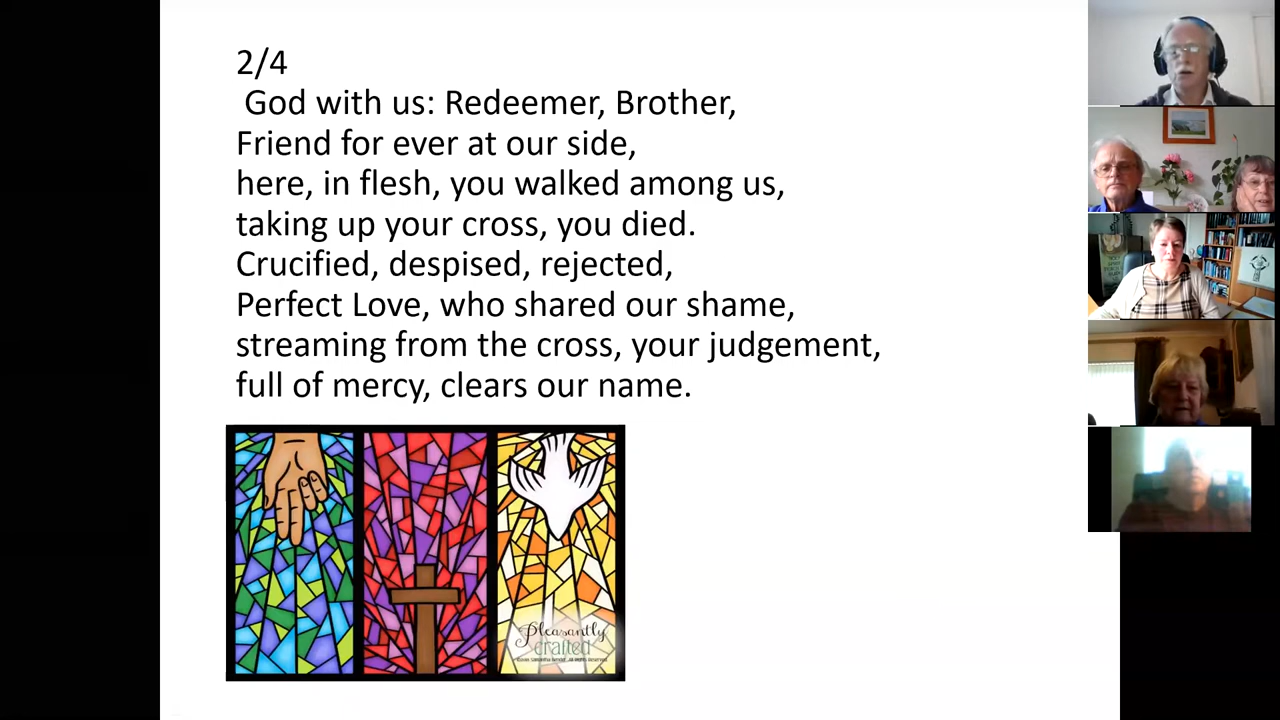 2/4
God with us: Redeemer, Brother,
Friend for ever at our side,
here, in flesh, you walked among us,
taking up your cross, you died.
Crucified, despised, rejected,
Perfect Love, who shared our shame,
streaming from the cross, your judgement,
full of mercy, clears our name.
Pleasantly
crafted